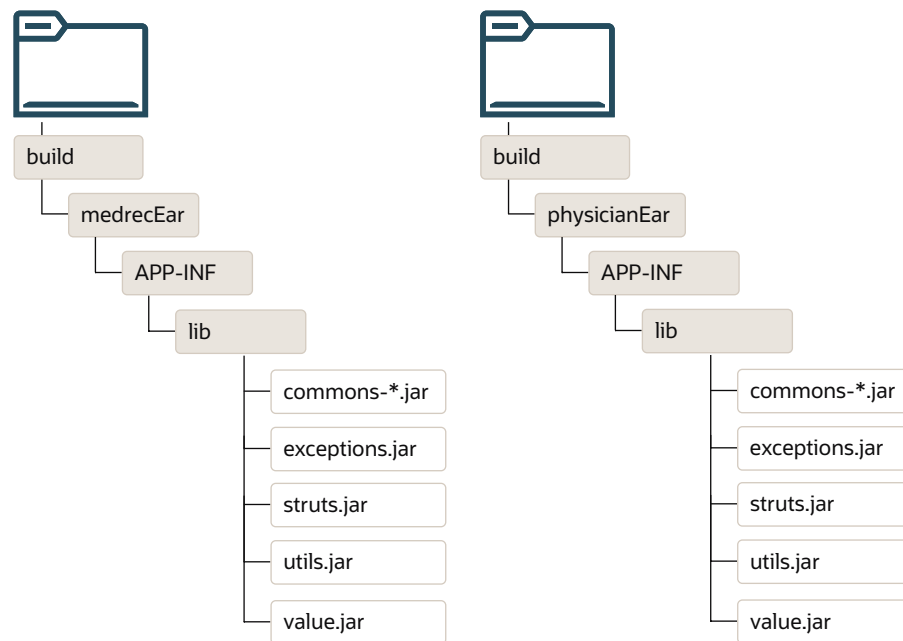 build
medrecEar
APP-INF
lib
commons-*.jar
exceptions.jar
struts.jar
utils.jar
value.jar
build
physicianEar
APP-INF
lib
commons-*.jar
exceptions.jar
struts.jar
utils.jar
value.jar